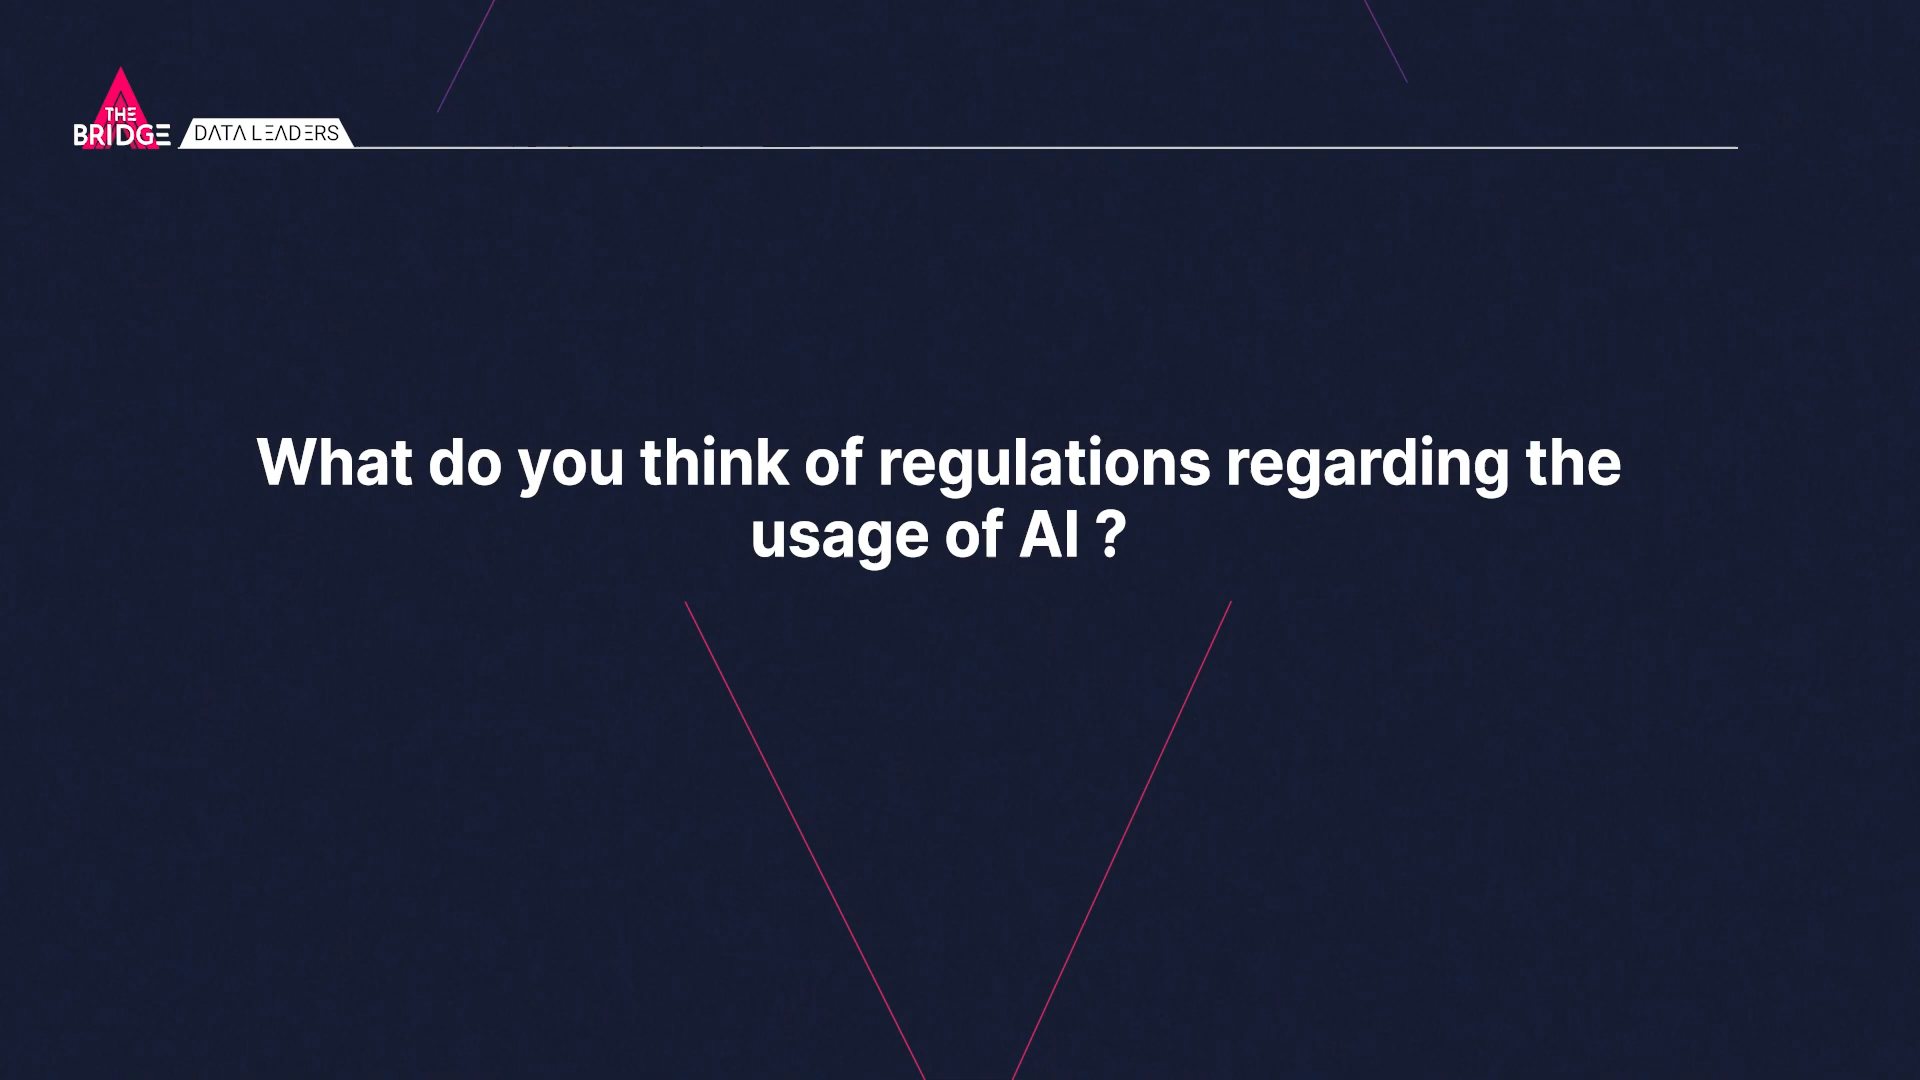 THE
BRIDGE
DATA LEADERS
What do you think of regulations regarding the
usage of AI ?